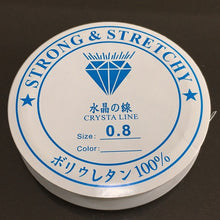 ★ STRONG & STRETCHY ★
水晶の線
CRYSTA LINE
Size: 0.8
Color:
ポリウレタン100%